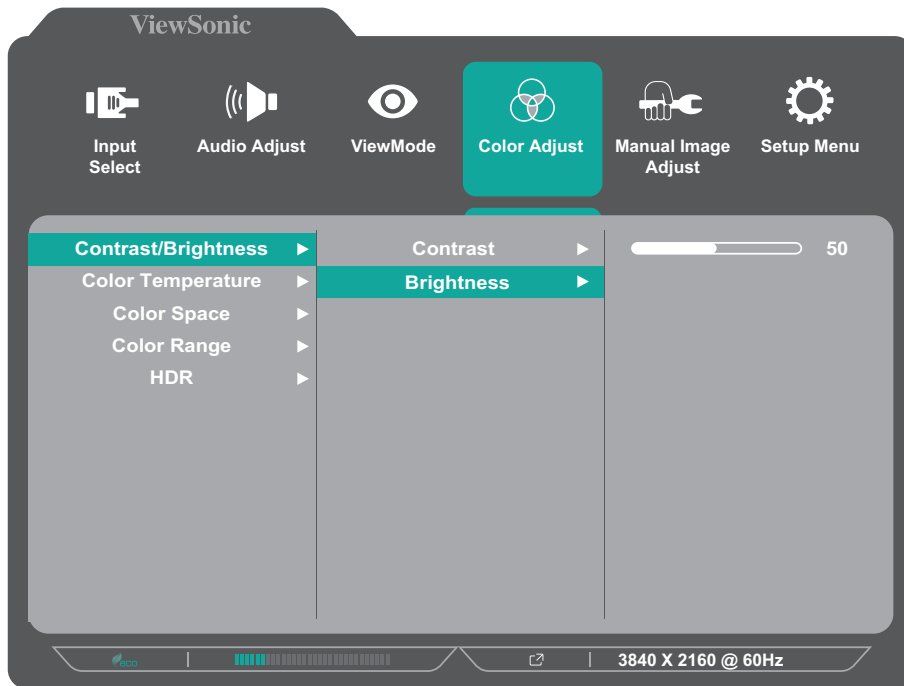 ViewSonic
Input
Select
Audio Adjust
ViewMode
Color Adjust
Manual Image
Adjust
Setup Menu
Contrast/Brightness
Color Temperature
Color Space
Color Range
HDR
Contrast
Brightness
50
eco
3840 X 2160 @ 60Hz